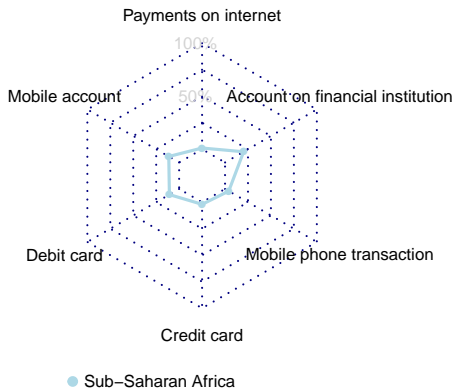 Payments on internet
100%
Mobile account
50%
Account on financial institution
Debit card
Mobile phone transaction
Credit card
Sub−Saharan Africa